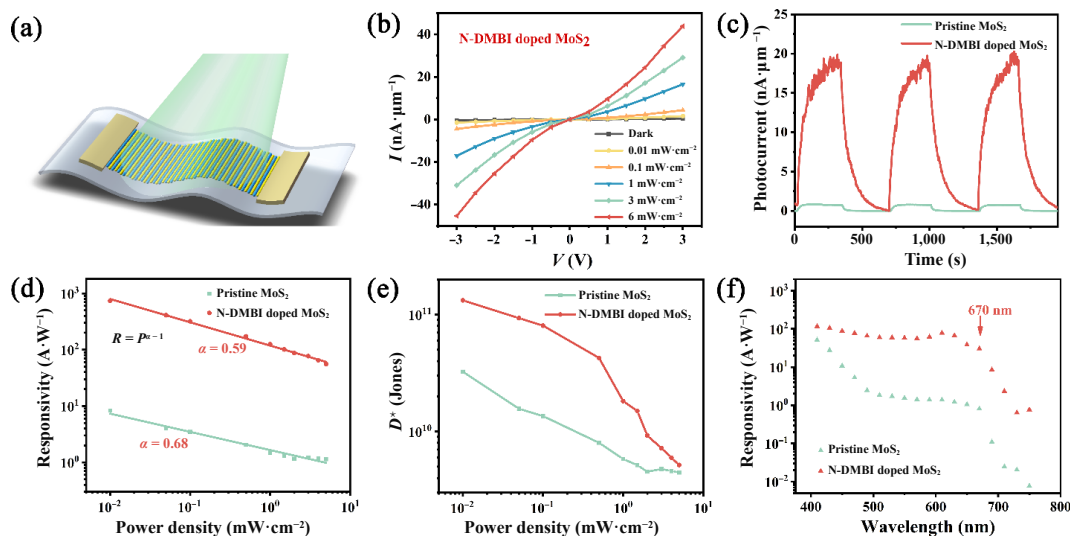 (a)
(b)
N-DMBI doped MoS₂
I (nA·μm⁻¹)
40
20
0
−20
−40
−3
−2
−1
0
1
2
3
V (V)
Dark
0.01 mW·cm⁻²
0.1 mW·cm⁻²
1 mW·cm⁻²
3 mW·cm⁻²
6 mW·cm⁻²
(c)
Pristine MoS₂
N-DMBI doped MoS₂
Photocurrent (nA·μm⁻¹)
25
20
15
10
5
0
0
500
1,000
1,500
Time (s)
(d)
Pristine MoS₂
N-DMBI doped MoS₂
R = P^α − 1
α = 0.59
α = 0.68
Responsivity (A·W⁻¹)
10³
10²
10¹
10⁰
10⁻²
10⁻¹
10⁰
10¹
Power density (mW·cm⁻²)
(e)
Pristine MoS₂
N-DMBI doped MoS₂
D* (Jones)
10¹¹
10¹⁰
10⁻²
10⁻¹
10⁰
10¹
Power density (mW·cm⁻²)
(f)
670 nm
Pristine MoS₂
N-DMBI doped MoS₂
Responsivity (A·W⁻¹)
10³
10²
10¹
10⁰
10⁻¹
10⁻²
400
500
600
700
800
Wavelength (nm)